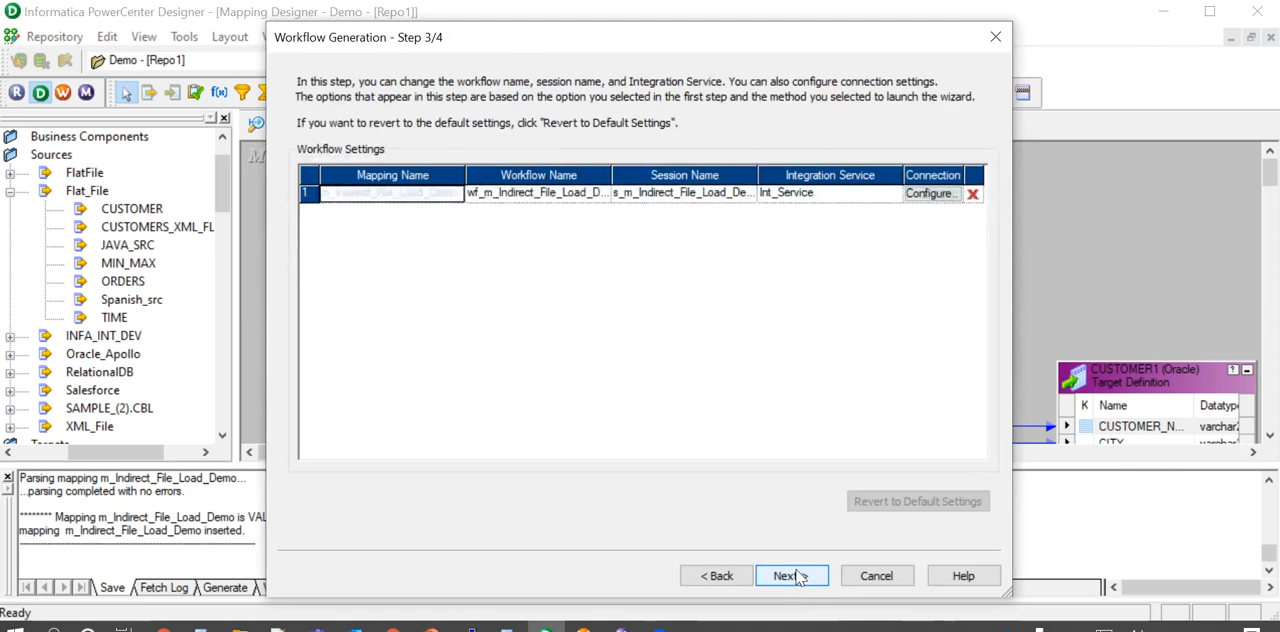 Informatica PowerCenter Designer - [Mapping Designer - Demo - [Repo1]]
Repository Edit View Tools Layout
Demo - [Repo1]
R D W M f(x)
Business Components
Sources
FlatFile
Flat_File
CUSTOMER
CUSTOMERS_XML_FL
JAVA_SRC
MIN_MAX
ORDERS
Spanish_src
TIME
INFA_INT_DEV
Oracle_Apollo
RelationalDB
Salesforce
SAMPLE_(2).CBL
XML_File
Workflow Generation - Step 3/4
In this step, you can change the workflow name, session name, and Integration Service. You can also configure connection settings.
The options that appear in this step are based on the option you selected in the first step and the method you selected to launch the wizard.
If you want to revert to the default settings, click "Revert to Default Settings".
Workflow Settings
Mapping Name Workflow Name Session Name Integration Service Connection
1 wf_m_Indirect_File_Load_D... s_m_Indirect_File_Load_De... Int_Service Configure..
Revert to Default Settings
< Back Next Cancel Help
CUSTOMER1 (Oracle)
Target Definition
K Name Datatyp
CUSTOMER_N... varchar2
CITY
Parsing mapping m_Indirect_File_Load_Demo...
...parsing completed with no errors.
******** Mapping m_Indirect_File_Load_Demo is VAL
mapping m_Indirect_File_Load_Demo inserted.
Save Fetch Log Generate
Ready